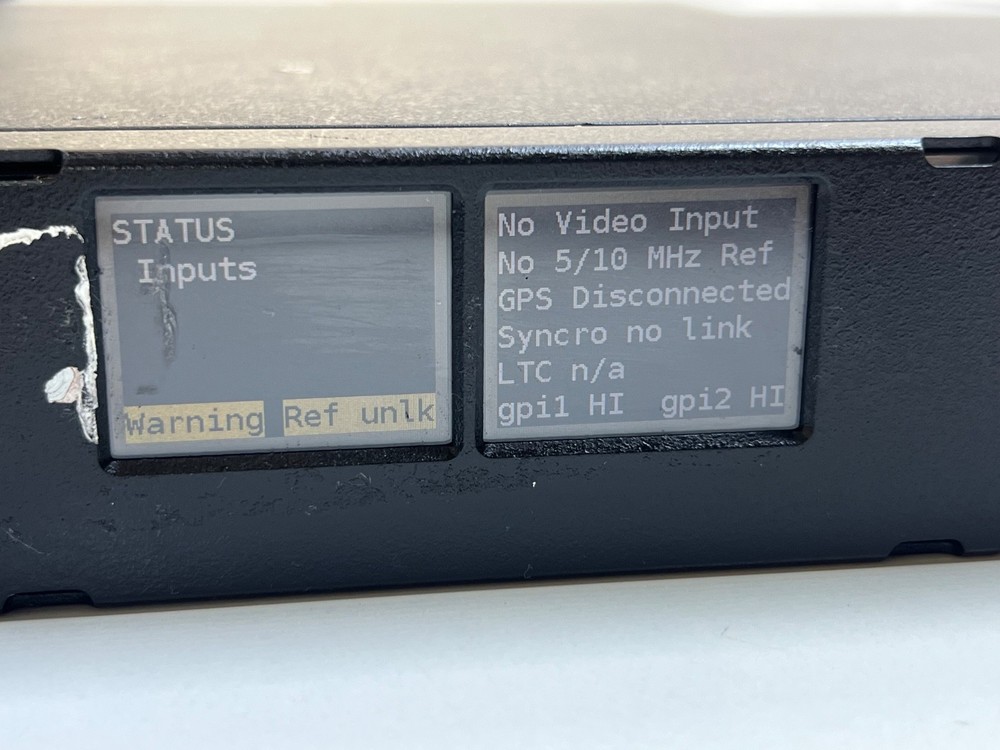 STATUS
Inputs
Warning Ref unlk
No Video Input
No 5/10 MHz Ref
GPS Disconnected
Syncro no link
LTC n/a
gpi1 HI gpi2 HI